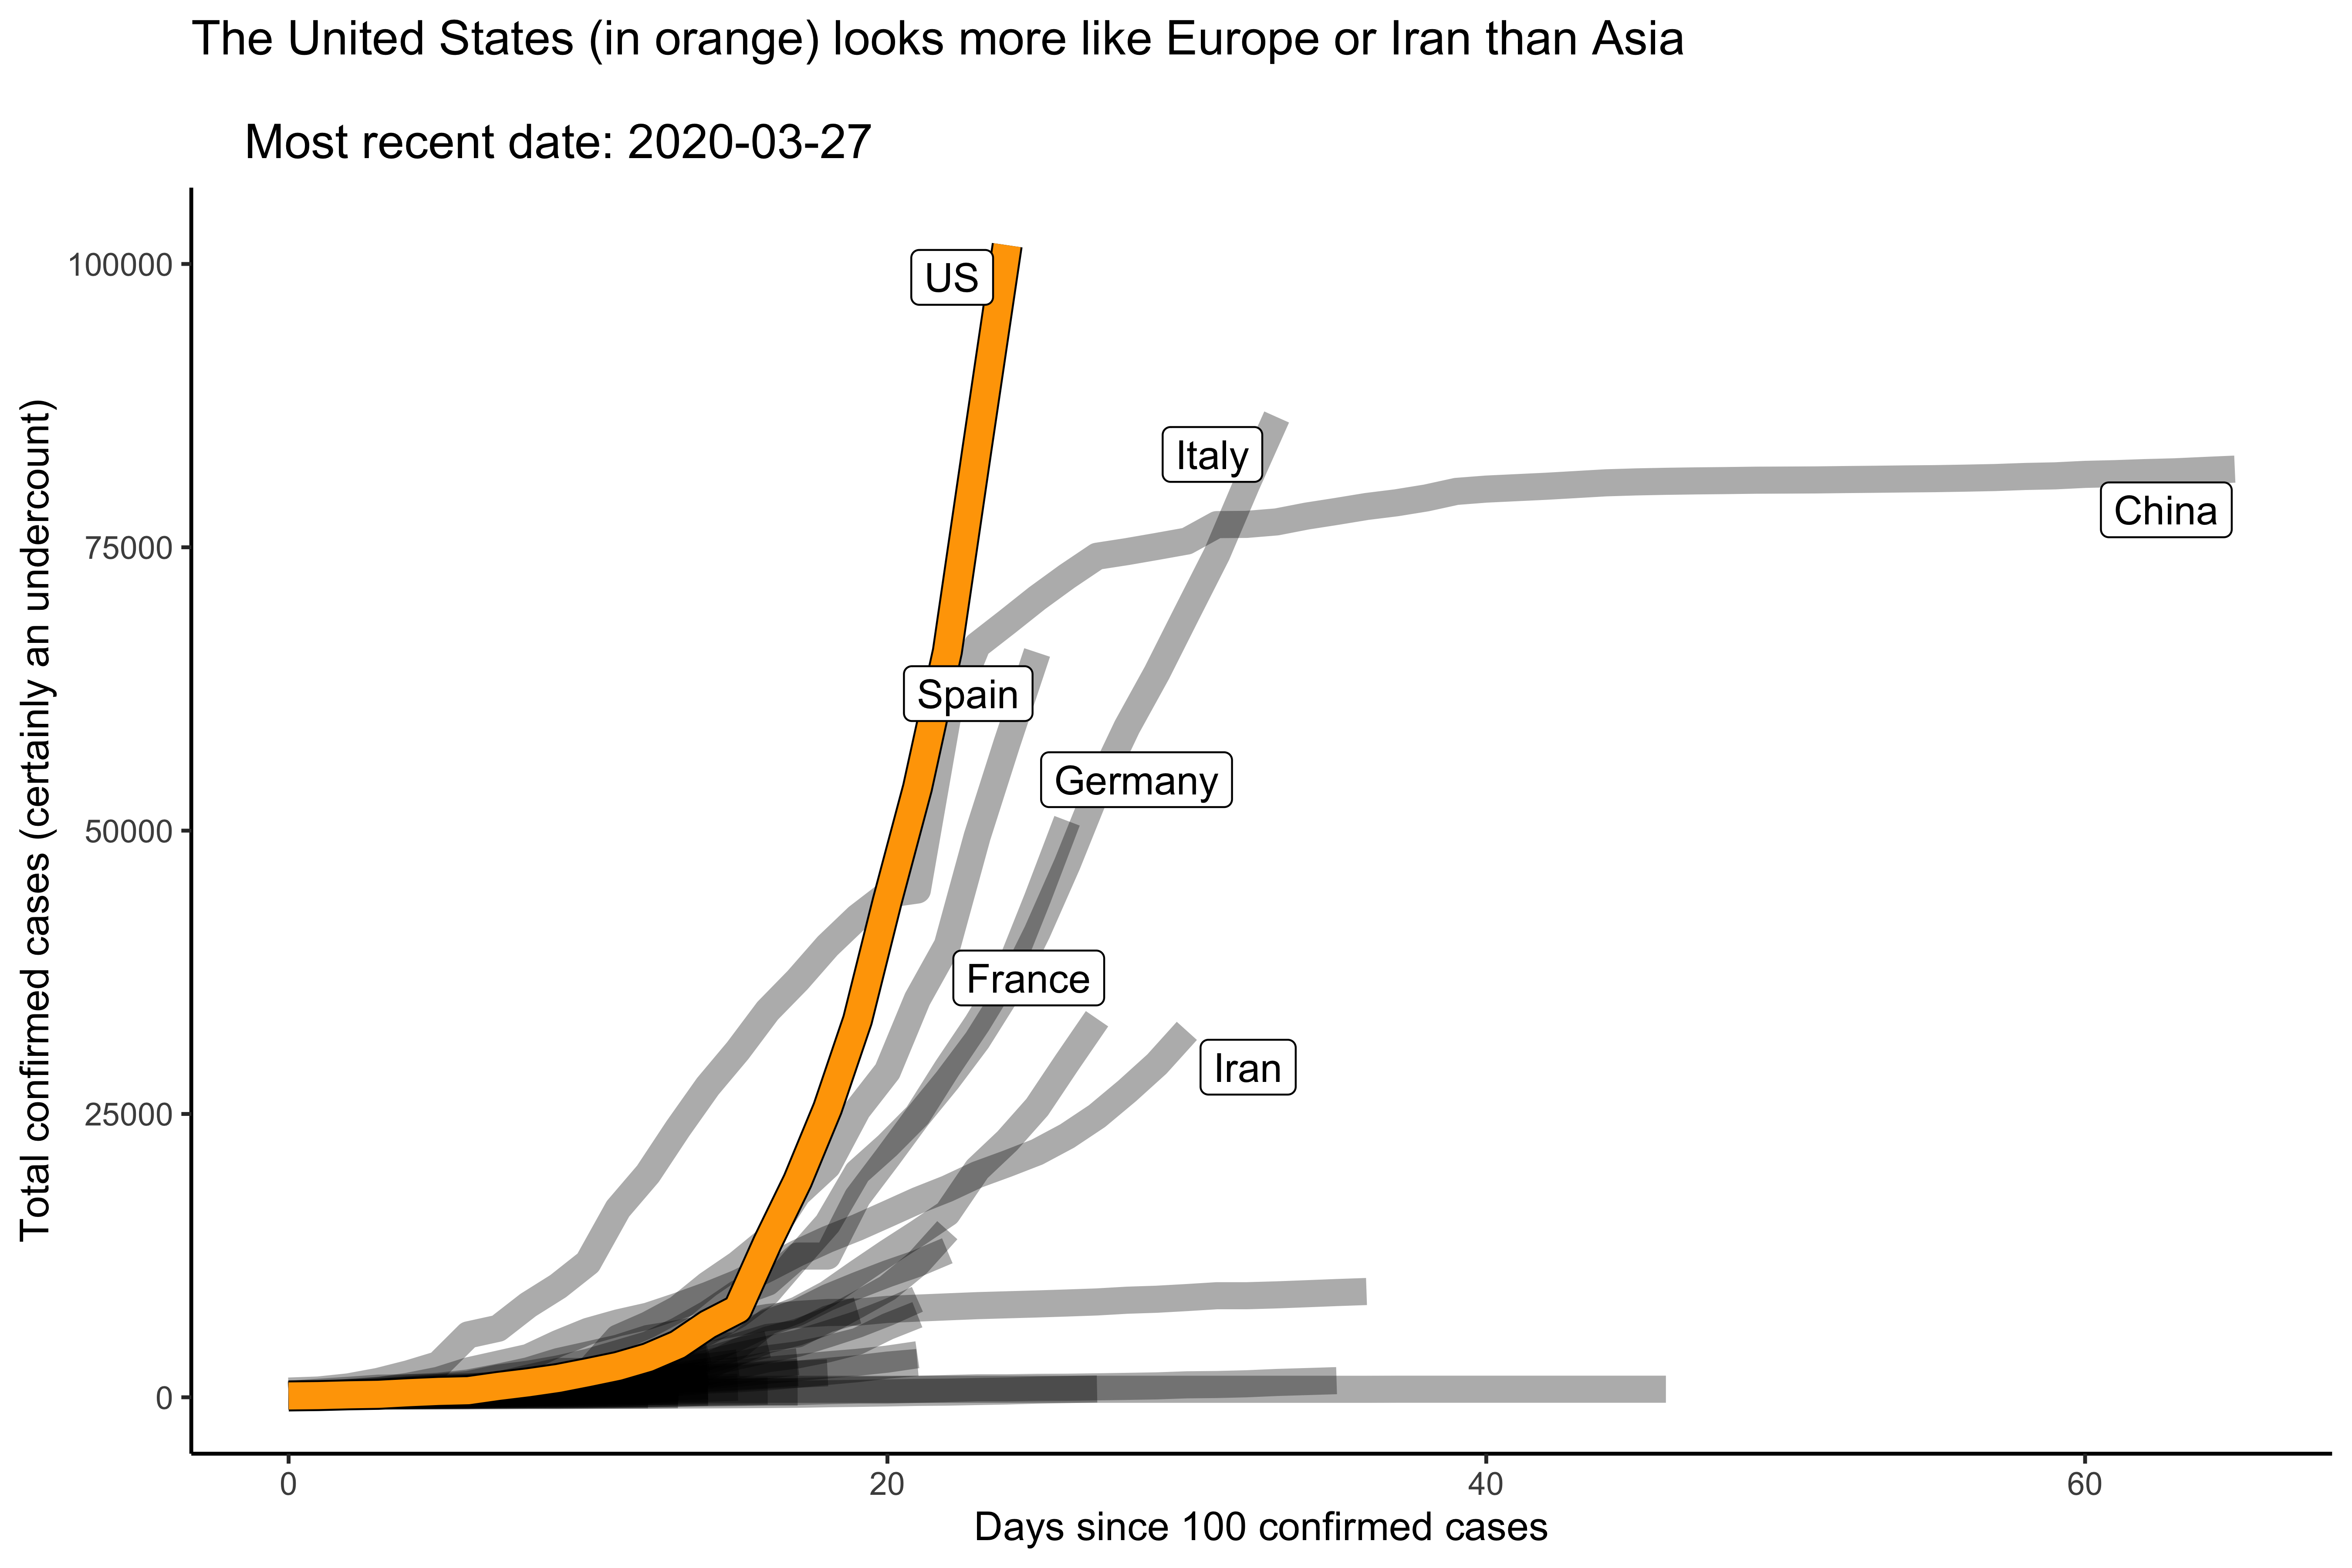 The United States (in orange) looks more like Europe or Iran than Asia
Most recent date: 2020-03-27
Total confirmed cases (certainly an undercount)
100000
75000
50000
25000
0
US
Italy
China
Spain
Germany
France
Iran
0
20
40
60
Days since 100 confirmed cases